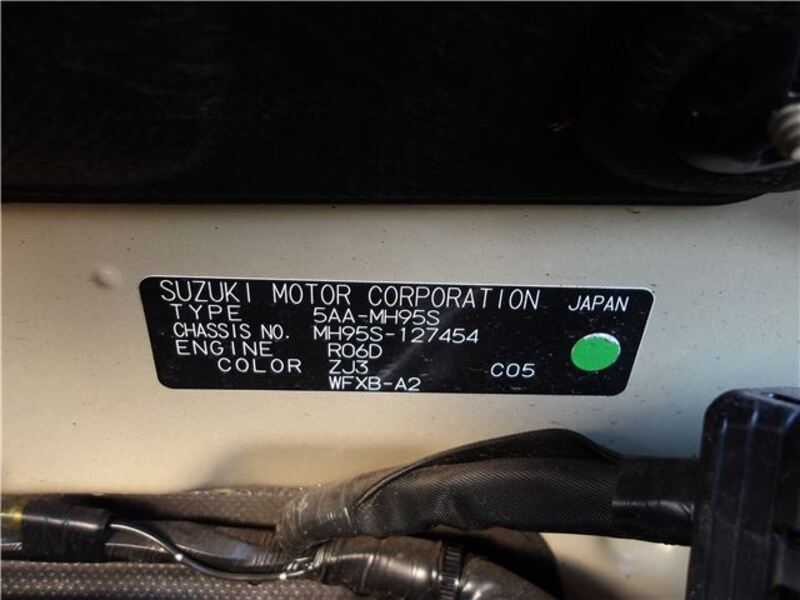 SUZUKI MOTOR CORPORATION JAPAN
TYPE 5AA-MH95S
CHASSIS NO. MH95S-127454
ENGINE R06D
COLOR ZJ3 C05
WFXB-A2